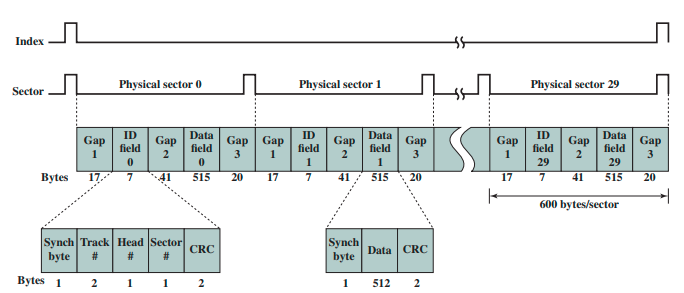 Index
Sector
Physical sector 0 Physical sector 1 Physical sector 29
Gap 1 ID field 0 Gap 2 Data field 0 Gap 3 Gap 1 ID field 1 Gap 2 Data field 1 Gap 3 Gap 1 ID field 29 Gap 2 Data field 29 Gap 3
Bytes 17 7 41 515 20 17 7 41 515 20 17 7 41 515 20
600 bytes/sector
Synch byte Track # Head # Sector # CRC Synch byte Data CRC
Bytes 1 2 1 1 2 1 512 2